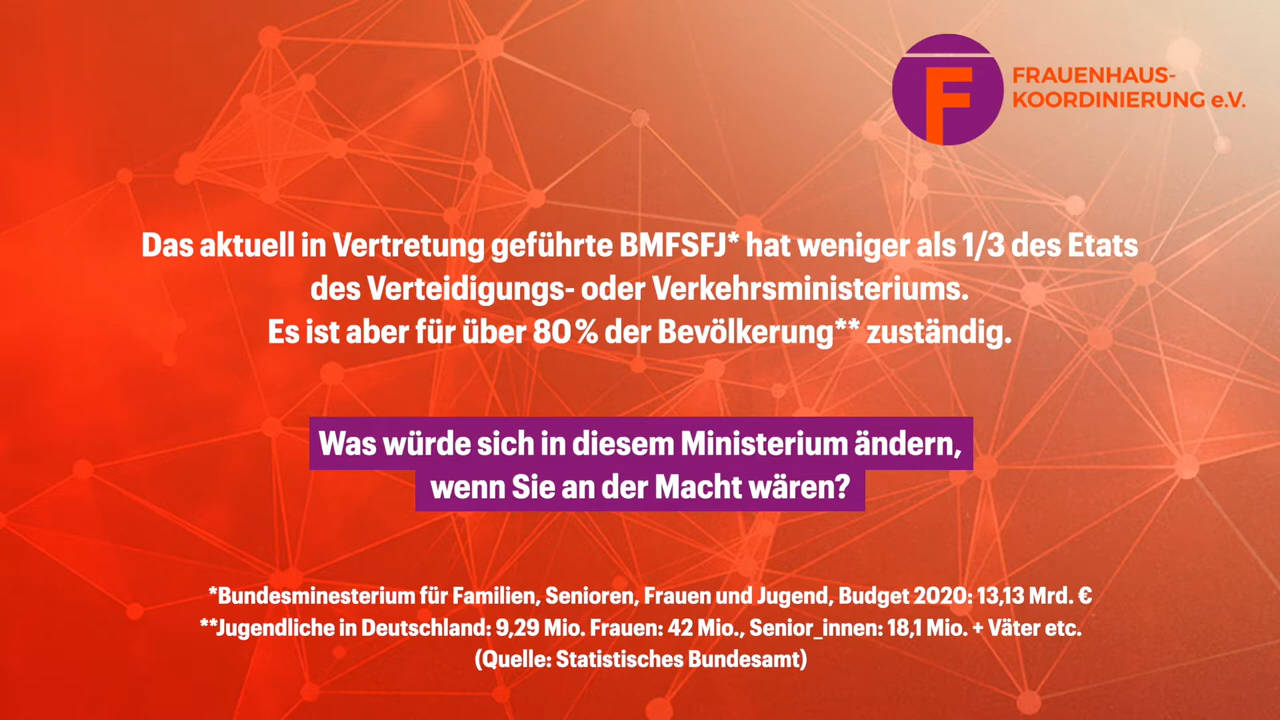 F
FRAUENHAUS-
KOORDINIERUNG e.V.
Das aktuell in Vertretung geführte BMFSFJ* hat weniger als 1/3 des Etats
des Verteidigungs- oder Verkehrsministeriums.
Es ist aber für über 80% der Bevölkerung** zuständig.
Was würde sich in diesem Ministerium ändern,
wenn Sie an der Macht wären?
*Bundesminesterium für Familien, Senioren, Frauen und Jugend, Budget 2020: 13,13 Mrd. €
**Jugendliche in Deutschland: 9,29 Mio. Frauen: 42 Mio., Senior_innen: 18,1 Mio. + Väter etc.
(Quelle: Statistisches Bundesamt)